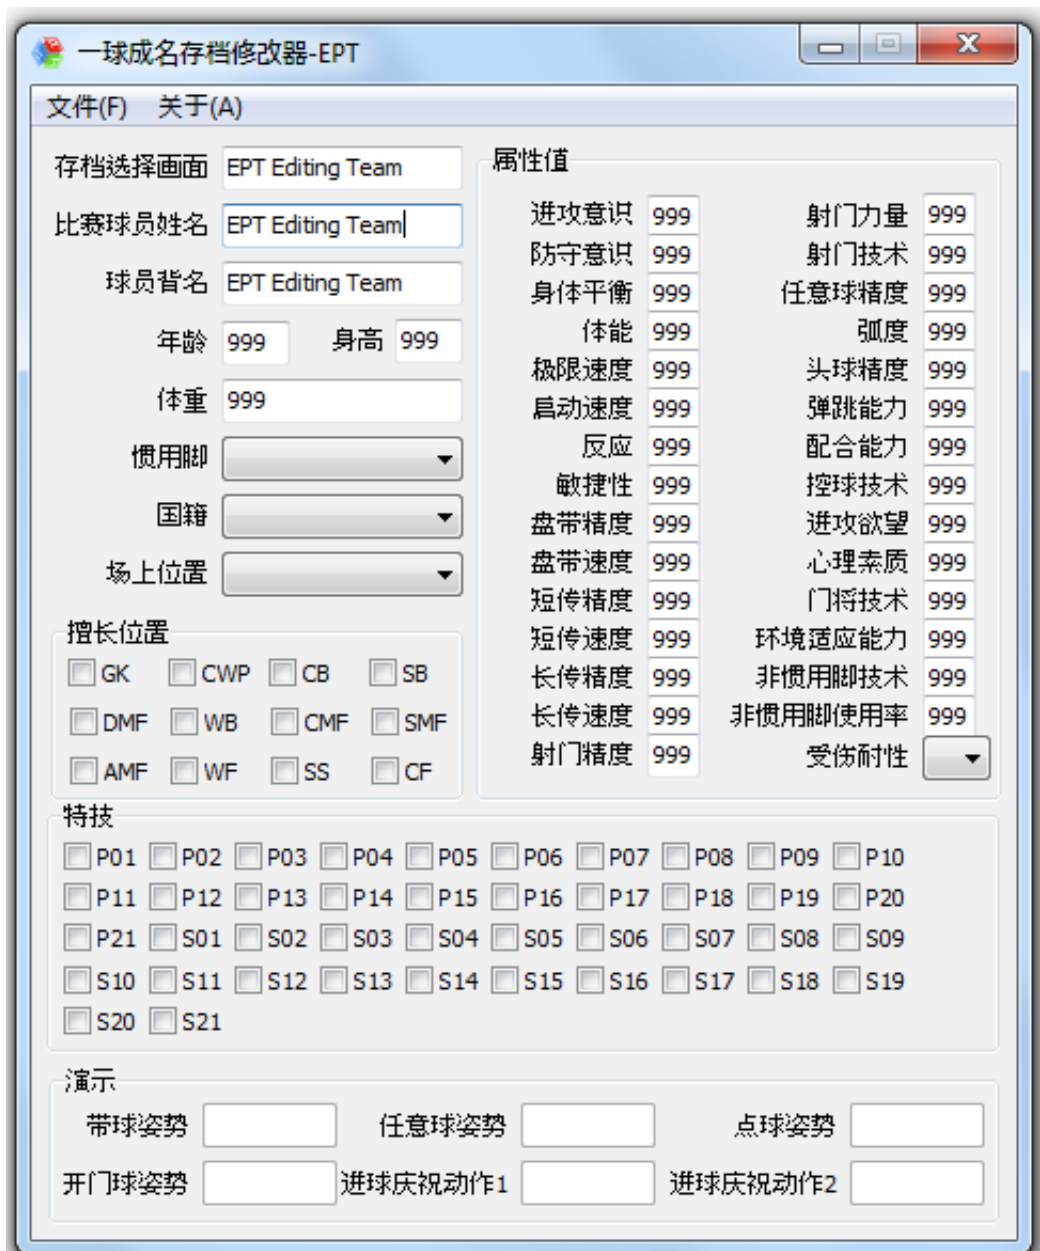 一球成名存档修改器-EPT
文件(F) 关于(A)
存档选择画面 EPT Editing Team
比赛球员姓名 EPT Editing Team
球员背名 EPT Editing Team
年龄 999 身高 999
体重 999
惯用脚
国籍
场上位置
擅长位置
GK CWP CB SB
DMF WB CMF SMF
AMF WF SS CF
属性值
进攻意识 999 射门力量 999
防守意识 999 射门技术 999
身体平衡 999 任意球精度 999
体能 999 弧度 999
极限速度 999 头球精度 999
启动速度 999 弹跳能力 999
反应 999 配合能力 999
敏捷性 999 控球技术 999
盘带精度 999 进攻欲望 999
盘带速度 999 心理素质 999
短传精度 999 门将技术 999
短传速度 999 环境适应能力 999
长传精度 999 非惯用脚技术 999
长传速度 999 非惯用脚使用率 999
射门精度 999 受伤耐性
特技
P01 P02 P03 P04 P05 P06 P07 P08 P09 P10
P11 P12 P13 P14 P15 P16 P17 P18 P19 P20
P21 S01 S02 S03 S04 S05 S06 S07 S08 S09
S10 S11 S12 S13 S14 S15 S16 S17 S18 S19
S20 S21
演示
带球姿势 任意球姿势 点球姿势
开门球姿势 进球庆祝动作1 进球庆祝动作2